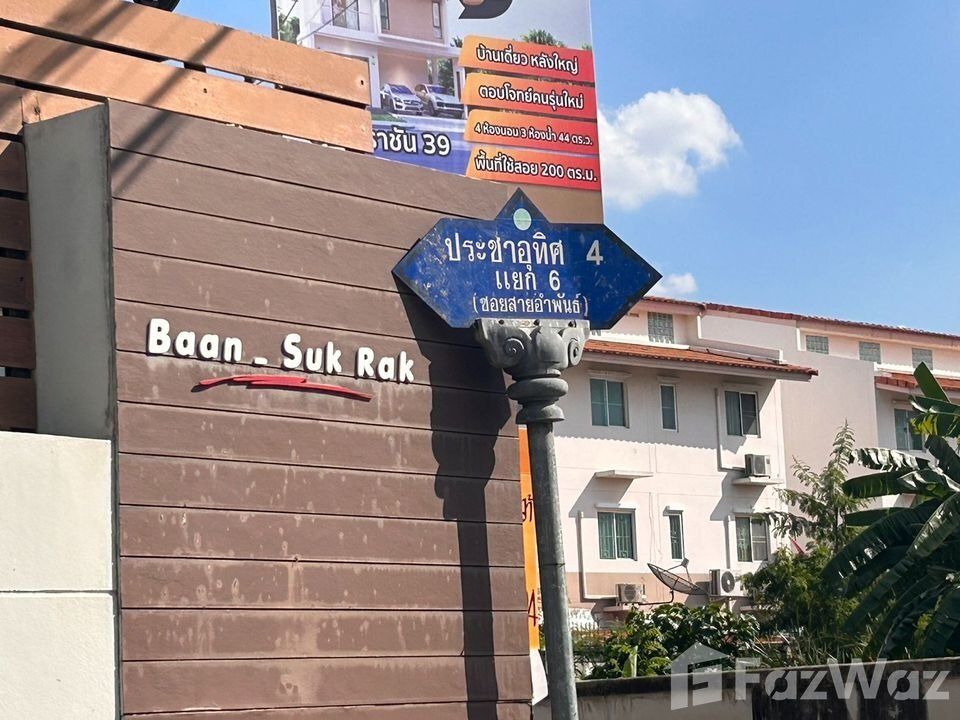 บ้านเดี่ยว หลังใหญ่
ตอบโจทย์คนรุ่นใหม่
4 ห้องนอน 3 ห้องน้ำ 44 ตร.ว.
พื้นที่ใช้สอย 200 ตร.ม.
ราชัน 39
ประชาอุทิศ 4
แยก 6
(ซอยสายอำพันธ์)
Baan - Suk Rak
FazWaz